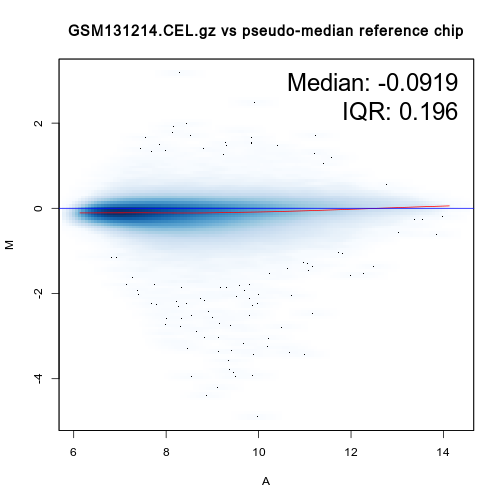 GSM131214.CEL.gz vs pseudo-median reference chip
Median: -0.0919
IQR: 0.196
2
0
-2
-4
M
6 8 10 12 14
A